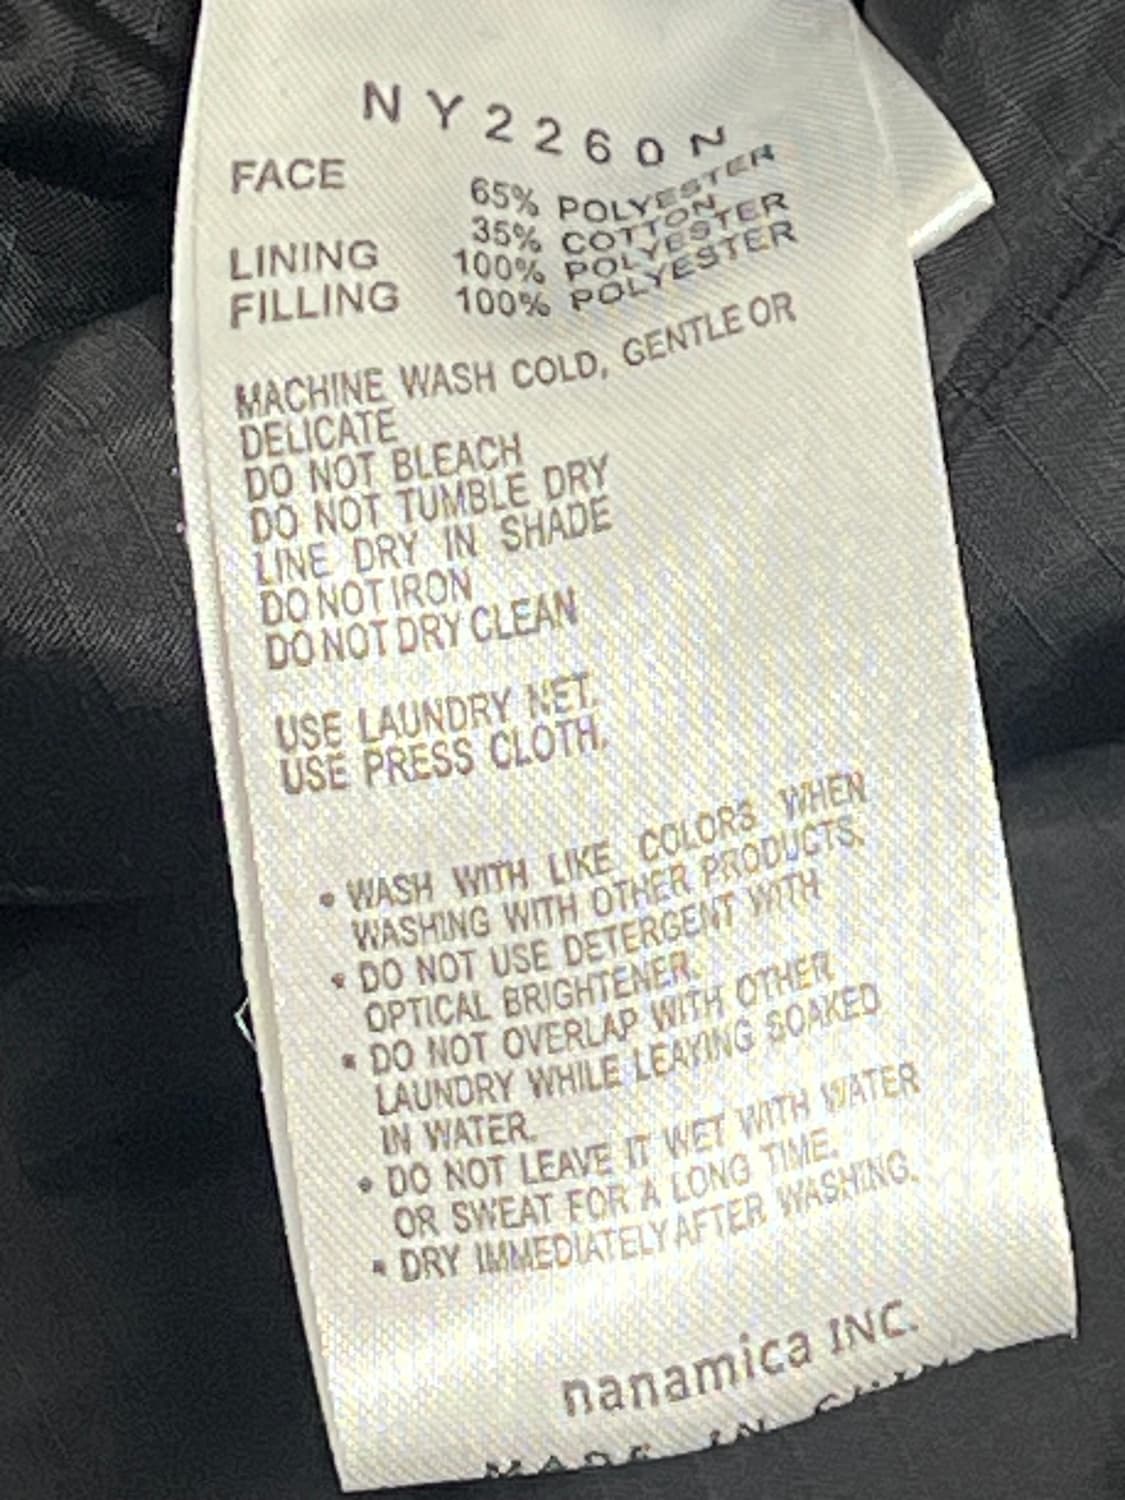 NY2260N
FACE 65% POLYESTER
35% COTTON
LINING 100% POLYESTER
FILLING 100% POLYESTER
MACHINE WASH COLD, GENTLE OR
DELICATE
DO NOT BLEACH
DO NOT TUMBLE DRY
LINE DRY IN SHADE
DO NOT IRON
DO NOT DRY CLEAN
USE LAUNDRY NET.
USE PRESS CLOTH.
• WASH WITH LIKE COLORS WHEN
WASHING WITH OTHER PRODUCTS.
• DO NOT USE DETERGENT WITH
OPTICAL BRIGHTENER.
• DO NOT OVERLAP WITH OTHER
LAUNDRY WHILE LEAVING SOAKED
IN WATER.
• DO NOT LEAVE IT WET WITH WATER
OR SWEAT FOR A LONG TIME.
• DRY IMMEDIATELY AFTER WASHING.
nanamica INC.
MADE IN